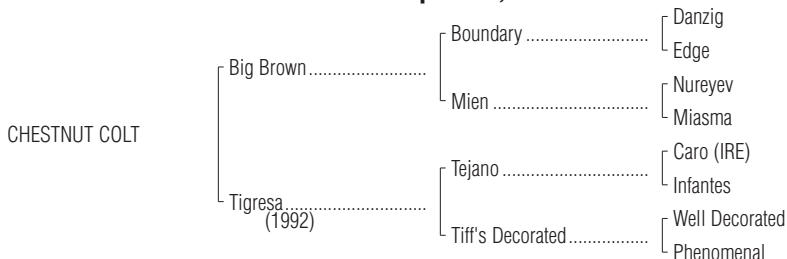 Danzig
Boundary ..................................
Edge
Big Brown .........................
Nureyev
Mien ...........................................
Miasma
CHESTNUT COLT
Caro (IRE)
Tejano ........................................
Infantes
Tigresa ..............................
(1992)
Well Decorated
Tiff's Decorated ......................
Phenomenal